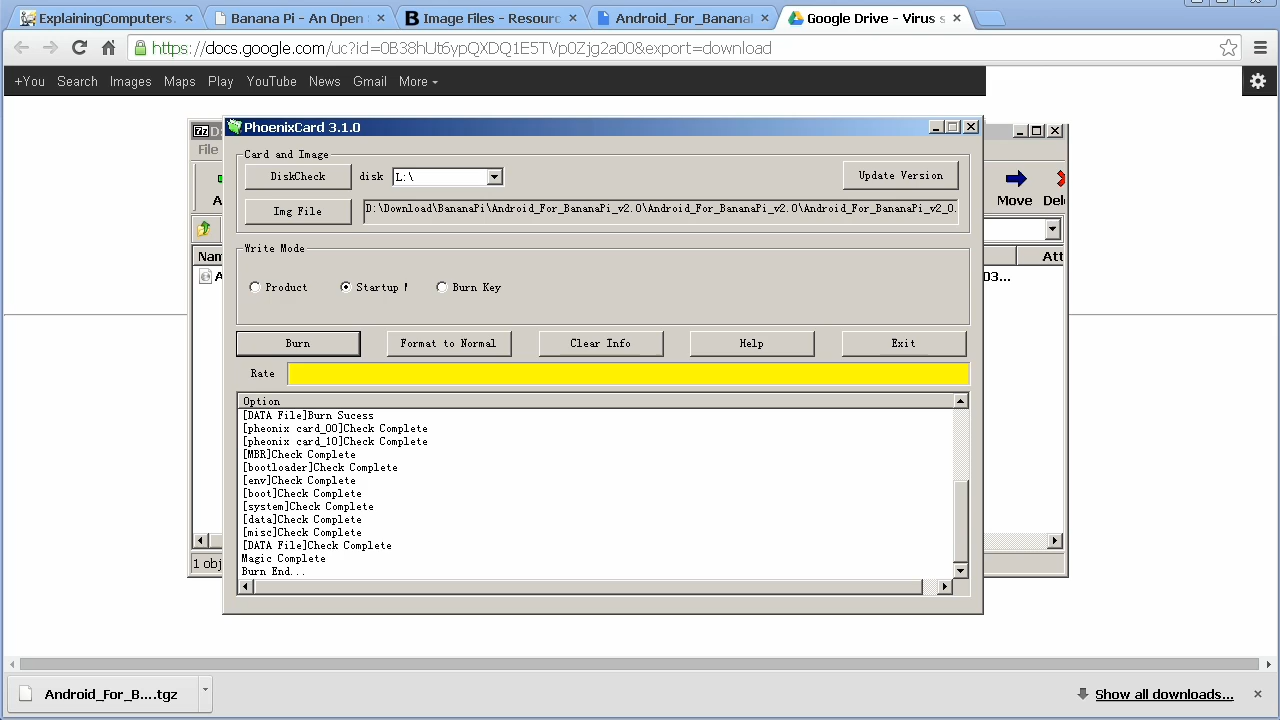 ExplainingComputers.
Banana Pi - An Open
Image Files - Resourc
Android_For_Bananal
Google Drive - Virus s
https://docs.google.com/uc?id=0B38hUt6ypQXDQ1E5TVp0Zjg2a00&export=download
+You Search Images Maps Play YouTube News Gmail More
PhoenixCard 3.1.0
File
Card and Image
DiskCheck disk L:\ Update Version
Img File D:\Download\BananaPi\Android_For_BananaPi_v2.0\Android_For_BananaPi_v2.0\Android_For_BananaPi_v2_0.
Move Del
Write Mode
Nam Att
Product Startup Burn Key
03...
Burn Format to Normal Clear Info Help Exit
Rate
Option
[DATA File]Burn Sucess
[pheonix card_00]Check Complete
[pheonix card_10]Check Complete
[MBR]Check Complete
[bootloader]Check Complete
[env]Check Complete
[boot]Check Complete
[system]Check Complete
[data]Check Complete
[misc]Check Complete
[DATA File]Check Complete
Magic Complete
Burn End...
1 obj
Android_For_B....tgz
Show all downloads...